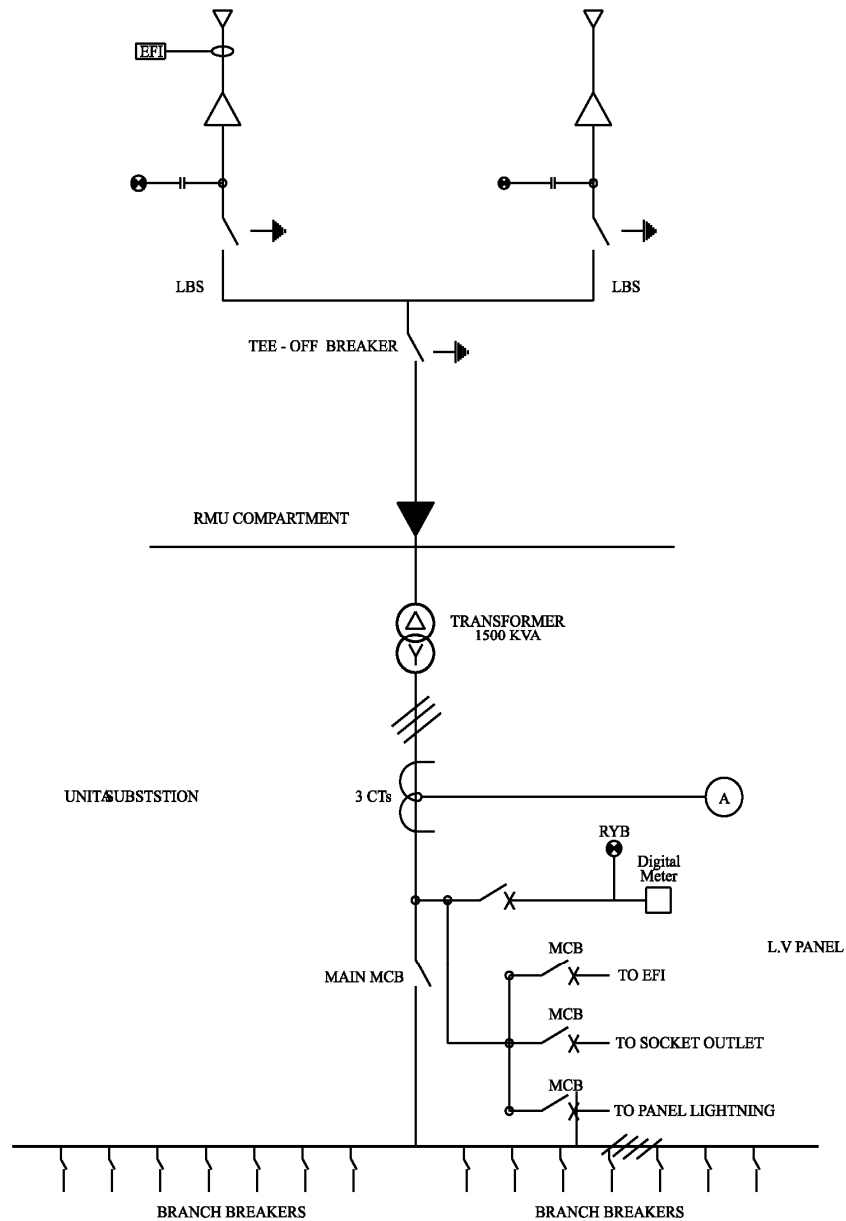 EFI
LBS
LBS
TEE - OFF BREAKER
RMU COMPARTMENT
TRANSFORMER
1500 KVA
3 CTs
A
RYB
Digital
Meter
L.V PANEL
MCB
MAIN MCB
TO EFI
MCB
TO SOCKET OUTLET
MCB
TO PANEL LIGHTNING
BRANCH BREAKERS
BRANCH BREAKERS